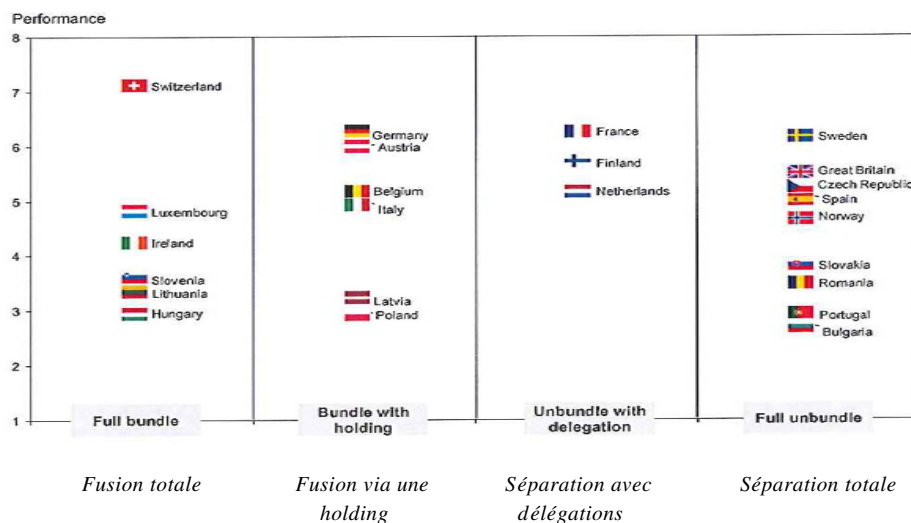 Performance
8
7
6
5
4
3
2
1
Switzerland
Luxembourg
Ireland
Slovenia
Lithuania
Hungary
Full bundle
Germany
Austria
Belgium
Italy
Latvia
Poland
Bundle with
holding
France
Finland
Netherlands
Unbundle with
delegation
Sweden
Great Britain
Czech Republic
Spain
Norway
Slovakia
Romania
Portugal
Bulgaria
Full unbundle
Fusion totale
Fusion via une
holding
Séparation avec
délégations
Séparation totale